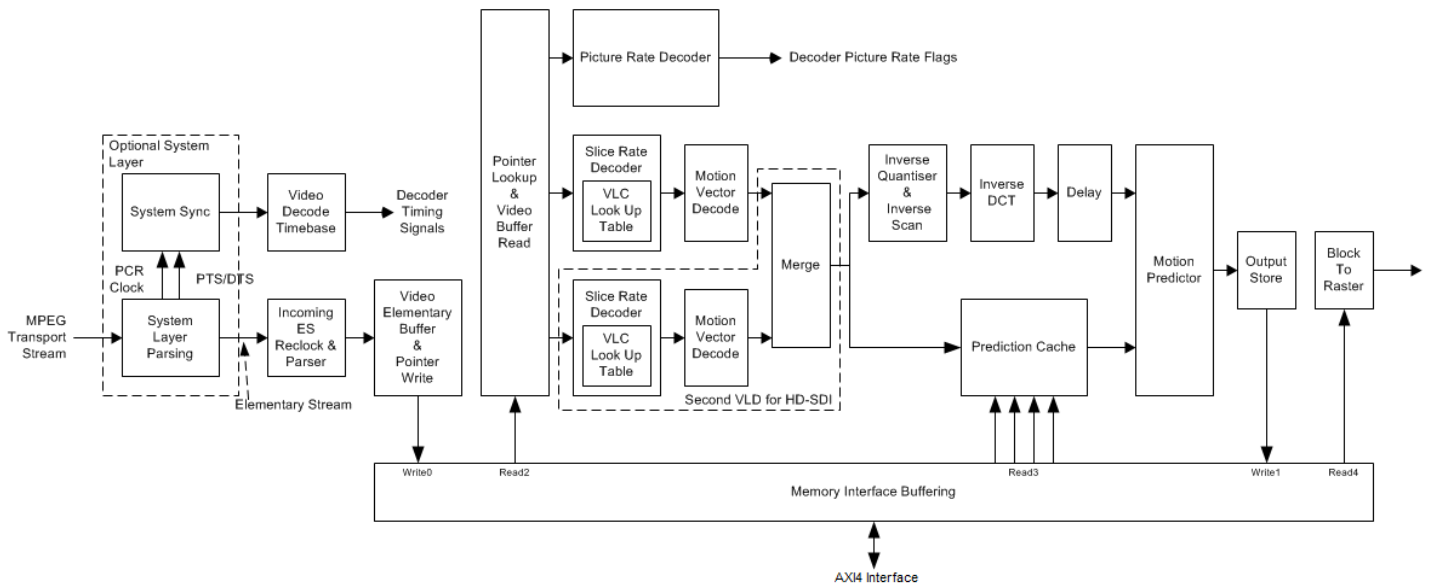 Picture Rate Decoder
Decoder Picture Rate Flags
Optional System
Layer
System Sync
Video
Decode
Timebase
Decoder
Timing
Signals
PCR
Clock
PTS/DTS
MPEG
Transport
Stream
System
Layer
Parsing
Incoming
ES
Reclock &
Parser
Elementary Stream
Video
Elementary
Buffer
&
Pointer
Write
Pointer
Lookup
&
Video
Buffer
Read
Slice Rate
Decoder
VLC
Look Up
Table
Motion
Vector
Decode
Slice Rate
Decoder
VLC
Look Up
Table
Motion
Vector
Decode
Merge
Second VLD for HD-SDI
Inverse
Quantiser
&
Inverse
Scan
Inverse
DCT
Delay
Prediction Cache
Motion
Predictor
Output
Store
Block
To
Raster
Write0
Read2
Read3
Write1
Read4
Memory Interface Buffering
AXI4 Interface